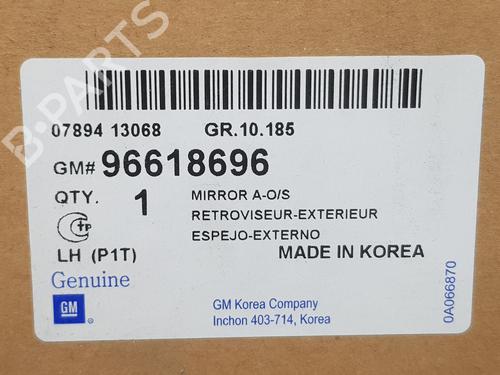 07894 13068 GR.10.185
GM# 96618696
QTY. 1 MIRROR A-O/S
RETROVISEUR-EXTERIEUR
ESPEJO-EXTERNO
LH (P1T) MADE IN KOREA
Genuine
GM
GM Korea Company
Inchon 403-714, Korea
0A066870
B-PARTS